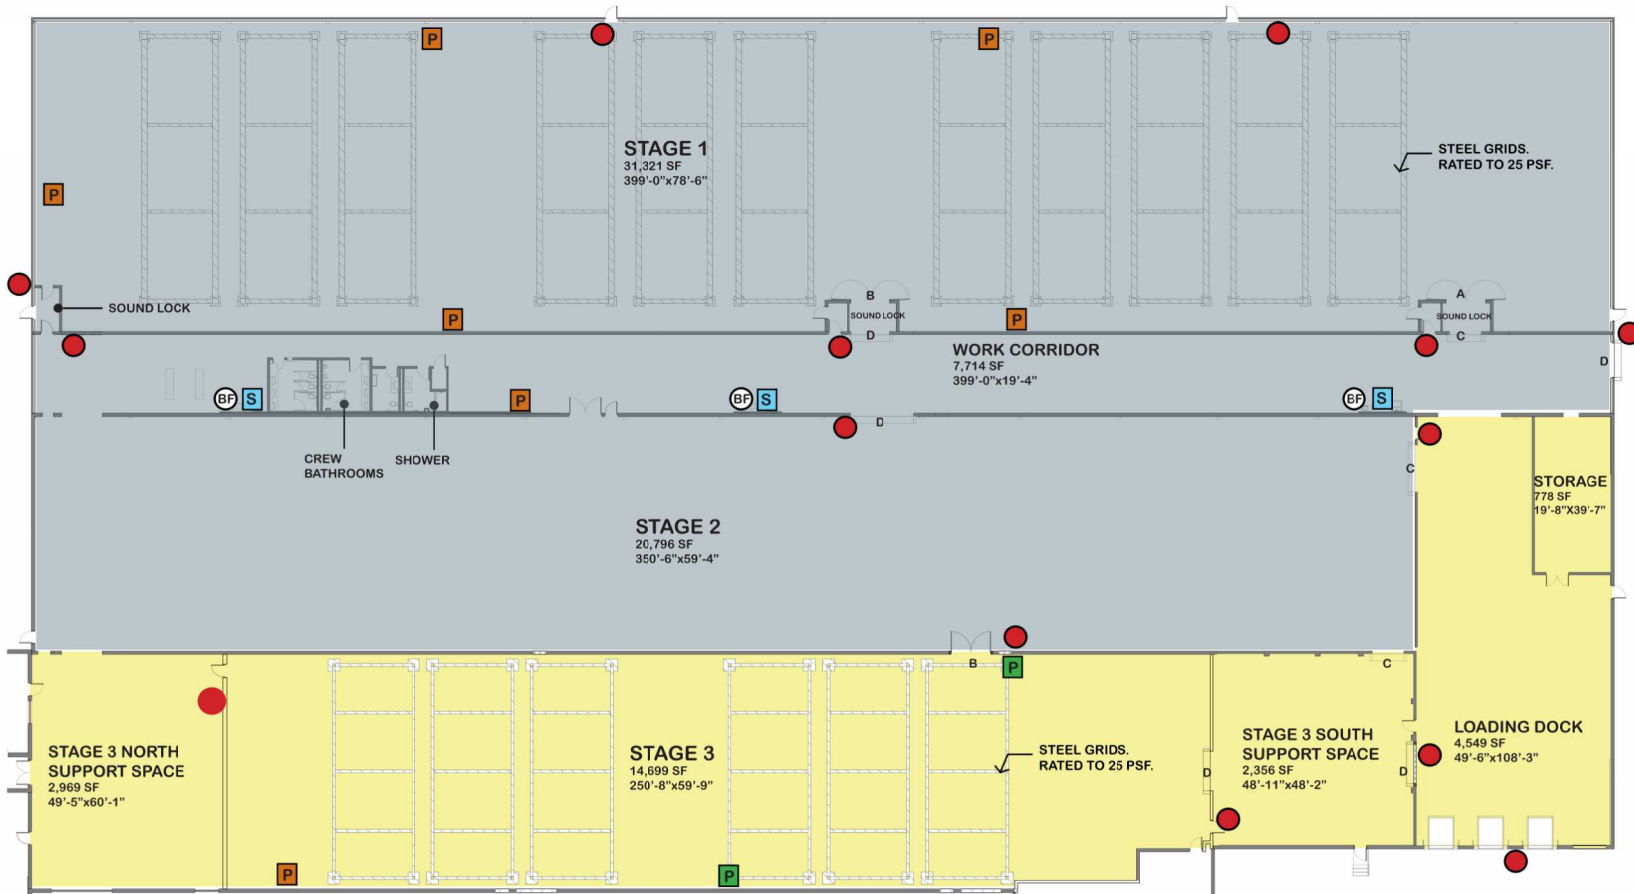 P
P
STAGE 1
31,321 SF
399'-0"x78'-6"
STEEL GRIDS.
RATED TO 25 PSF.
P
SOUND LOCK
B
SOUND LOCK
D
A
SOUND LOCK
C
P
P
WORK CORRIDOR
7,714 SF
399'-0"x19'-4"
D
BF
S
P
BF
S
BF
S
D
CREW
BATHROOMS
SHOWER
C
STORAGE
778 SF
19'-8"X39'-7"
STAGE 2
20,796 SF
350'-6"x59'-4"
B
P
C
STAGE 3 NORTH
SUPPORT SPACE
2,969 SF
49'-5"x60'-1"
STAGE 3
14,699 SF
250'-8"x59'-9"
STEEL GRIDS.
RATED TO 25 PSF.
D
STAGE 3 SOUTH
SUPPORT SPACE
2,356 SF
48'-11"x48'-2"
D
LOADING DOCK
4,549 SF
49'-6"x108'-3"
P
P